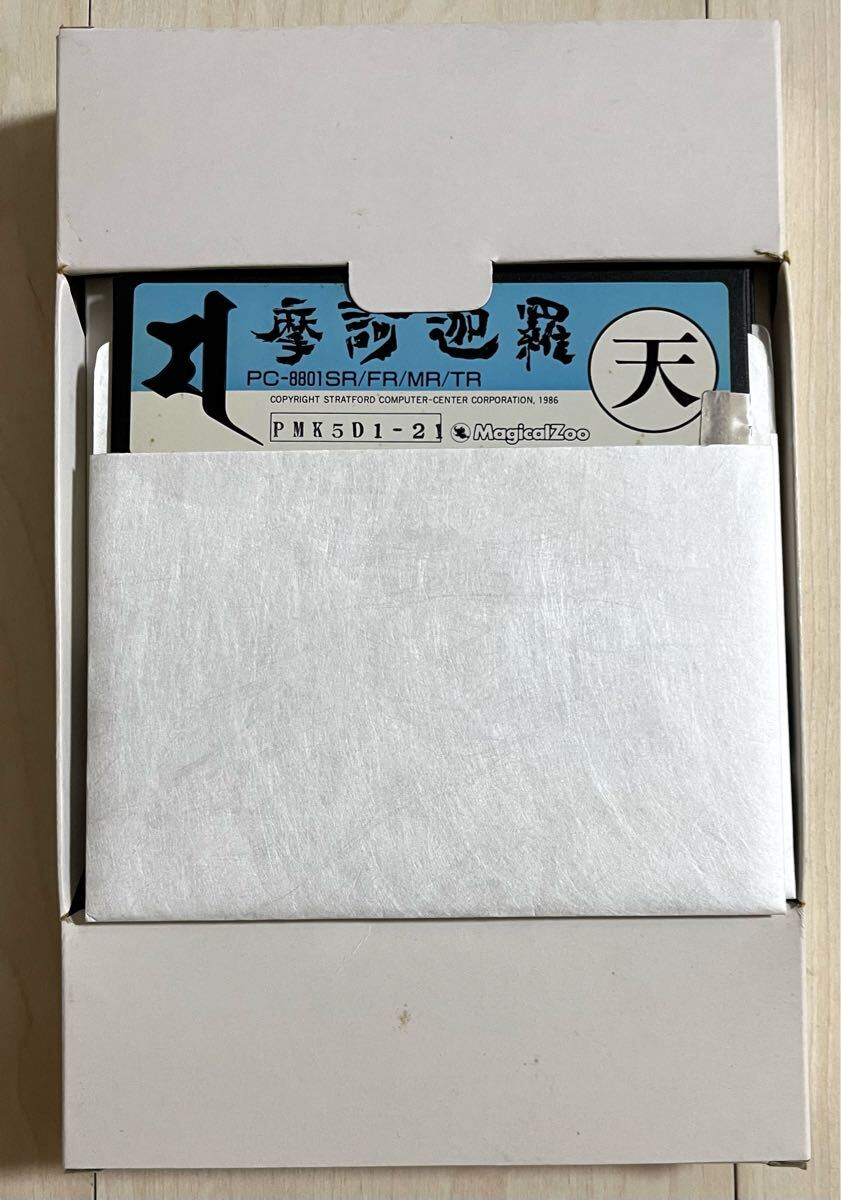 摩訶迦羅
天
PC-8801SR/FR/MR/TR
COPYRIGHT STRATFORD COMPUTER-CENTER CORPORATION, 1986
PMK5D1-21 MagicalZoo